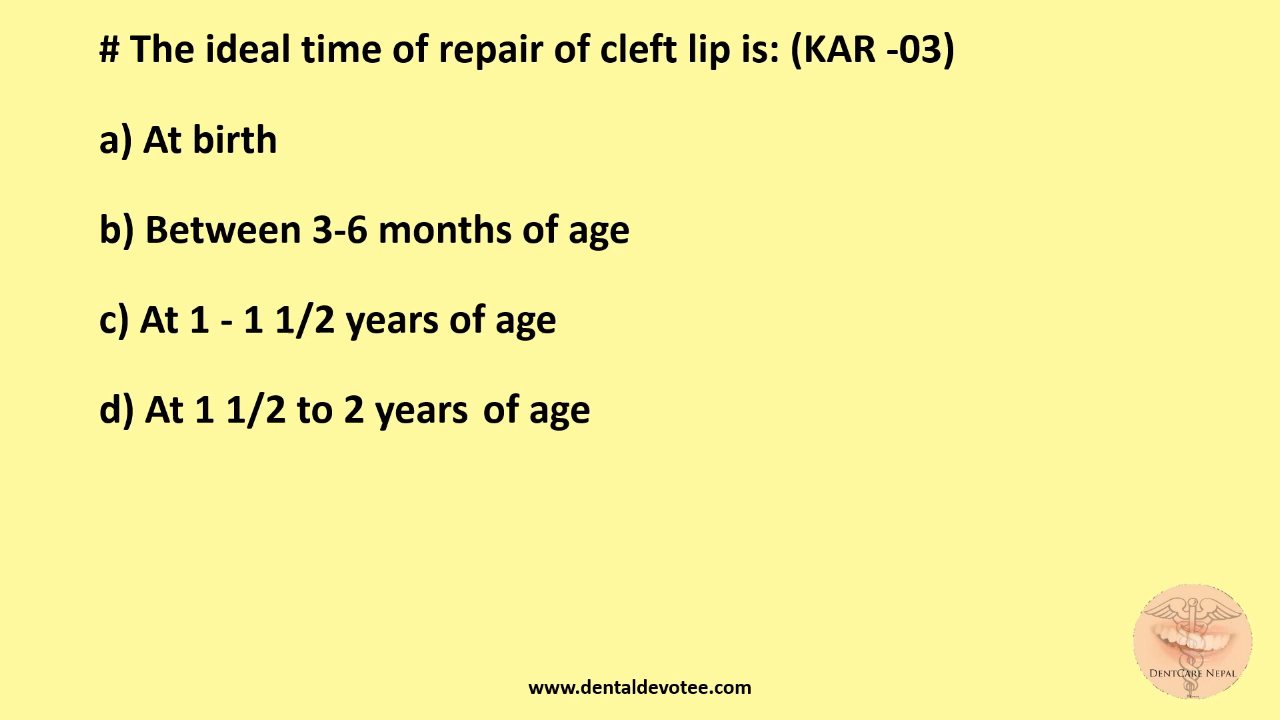 # The ideal time of repair of cleft lip is: (KAR -03)
a) At birth
b) Between 3-6 months of age
c) At 1 - 1 1/2 years of age
d) At 1 1/2 to 2 years of age
DENTCARE NEPAL
www.dentaldevotee.com